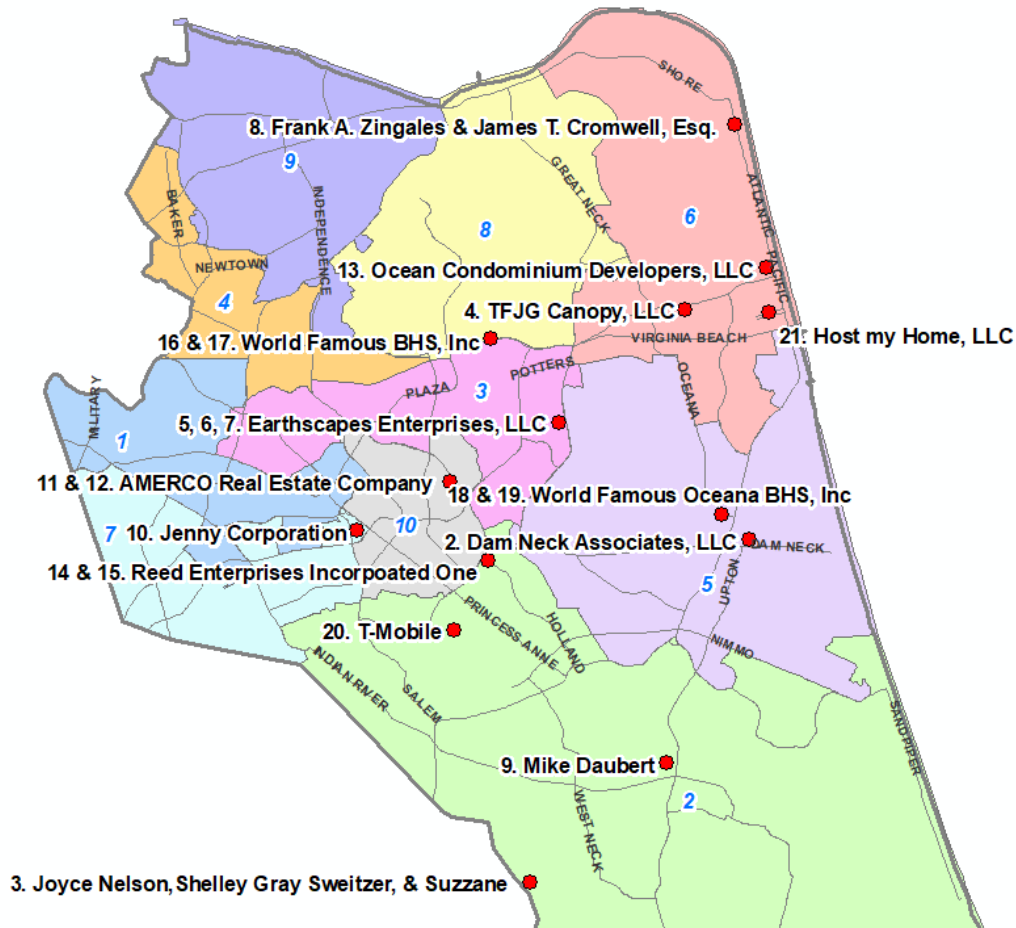 SHORE
8. Frank A. Zingales & James T. Cromwell, Esq.
9
GREAT NECK
BAKER
INDEPENDENCE
ATLANTIC
6
8
NEWTOWN
13. Ocean Condominium Developers, LLC
PACIFIC
4
4. TFJG Canopy, LLC
16 & 17. World Famous BHS, Inc
VIRGINIA BEACH
21. Host my Home, LLC
POTTERS
PLAZA
3
OCEANA
MILITARY
1
5, 6, 7. Earthscapes Enterprises, LLC
11 & 12. AMERCO Real Estate Company
18 & 19. World Famous Oceana BHS, Inc
7
10. Jenny Corporation
10
2. Dam Neck Associates, LLC
DAM NECK
14 & 15. Reed Enterprises Incorpoated One
5
UPTON
20. T-Mobile
PRINCESS ANNE
HOLLAND
NIMMO
INDIAN RIVER
SALEM
SANDPIPER
9. Mike Daubert
2
WEST NECK
3. Joyce Nelson, Shelley Gray Sweitzer, & Suzzane